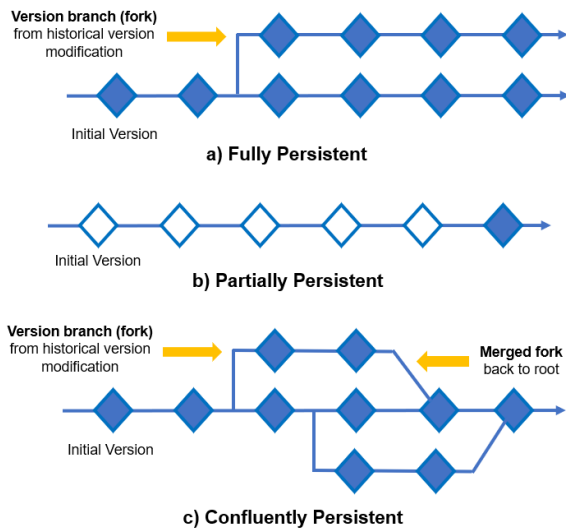 Version branch (fork)
from historical version
modification
Initial Version
a) Fully Persistent
Initial Version
b) Partially Persistent
Version branch (fork)
from historical version
modification
Merged fork
back to root
Initial Version
c) Confluently Persistent